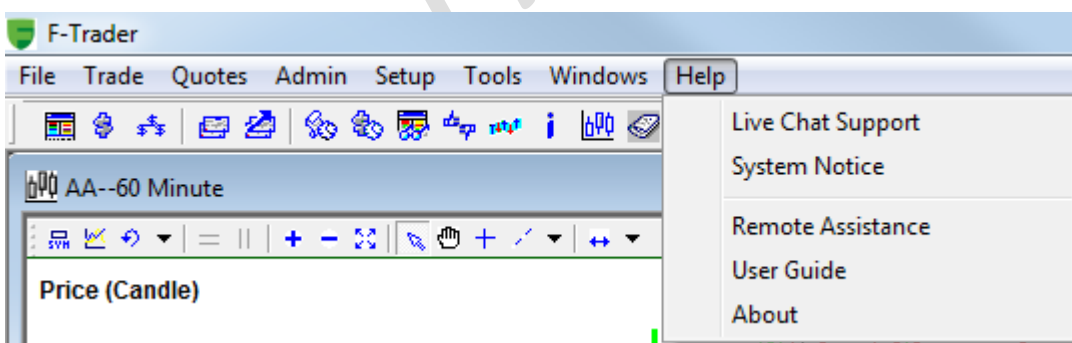 F-Trader
File Trade Quotes Admin Setup Tools Windows Help
Live Chat Support
System Notice
AA--60 Minute
Remote Assistance
SYM
User Guide
Price (Candle)
About